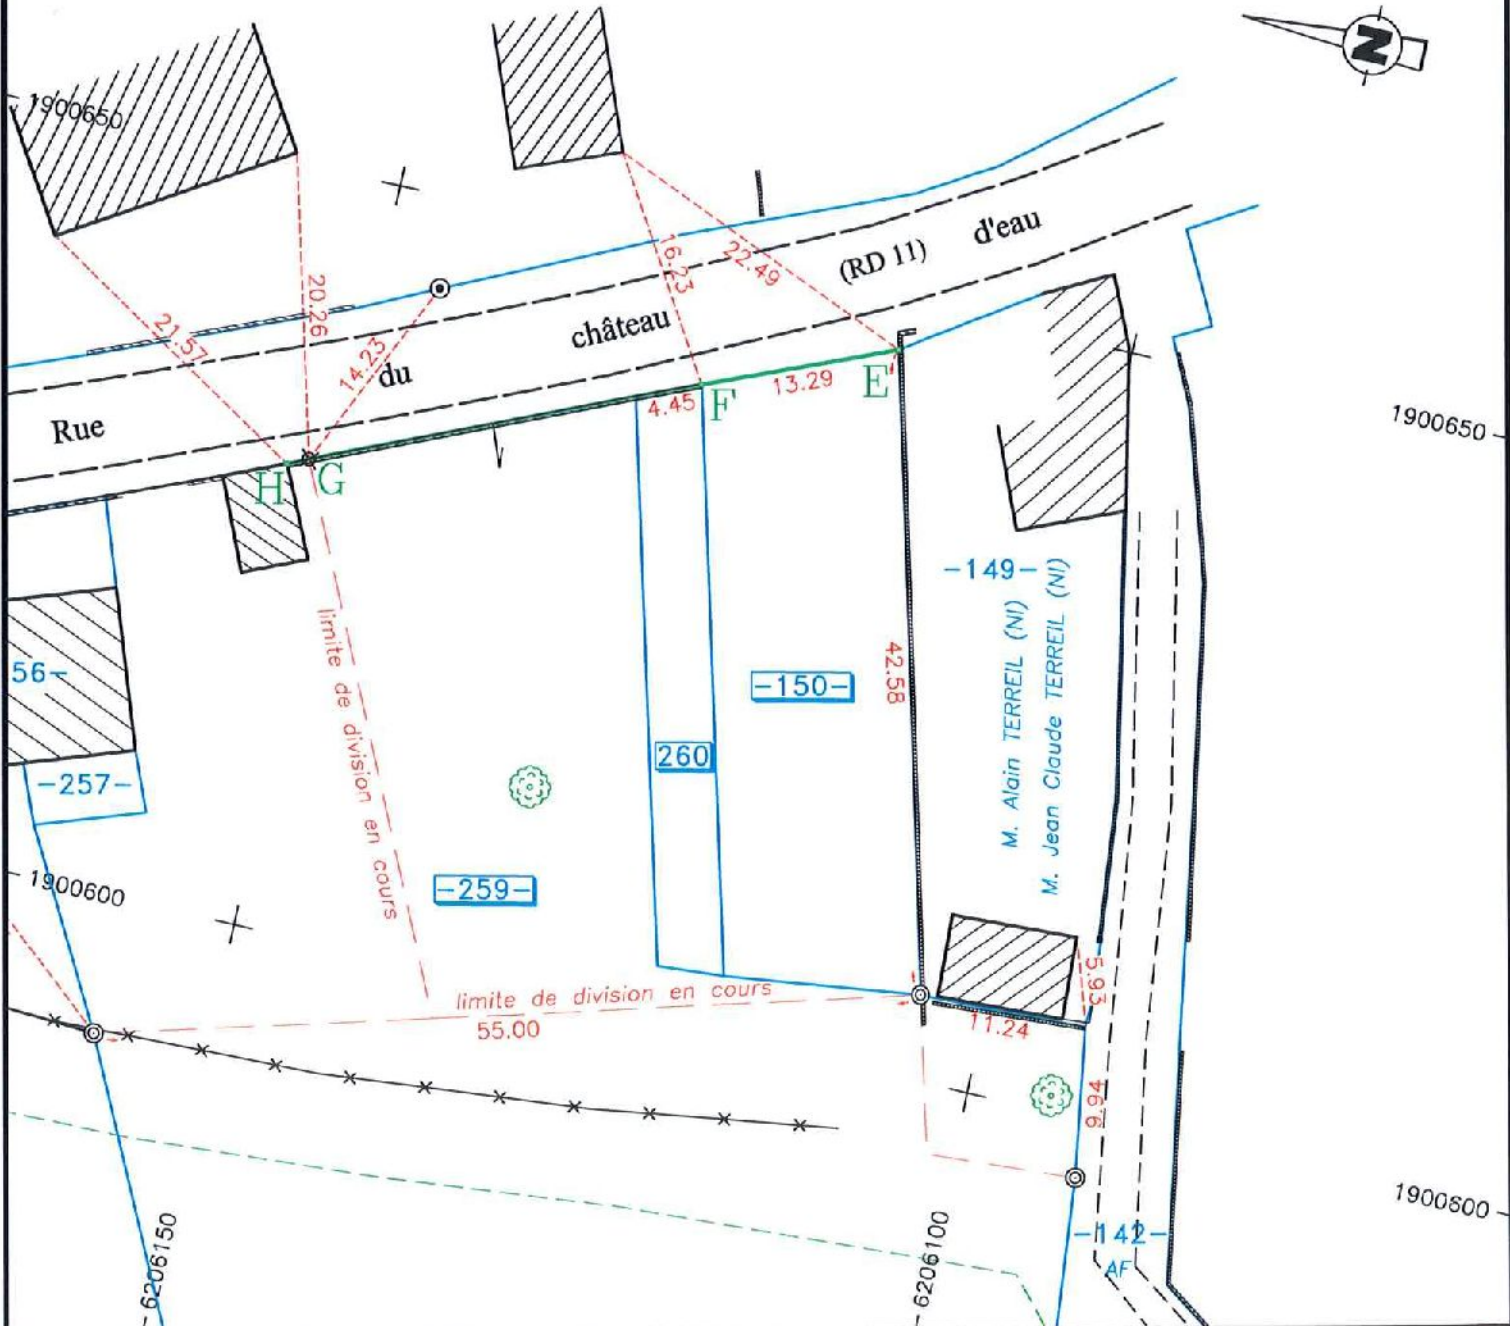 N
1900650
20.26
16.23
22.49
(RD 11)
d'eau
21.57
14.23
château
du
Rue
4.45
F
13.29
E
1900650
H
G
-149-
M. Alain TERREIL (NI)
M. Jean Claude TERREIL (NI)
42.58
limite de division en cours
56-
-150-
260
-257-
-259-
1900600
5.93
limite de division en cours
55.00
11.24
9.64
1900600
6206150
6206100
-142-
AF